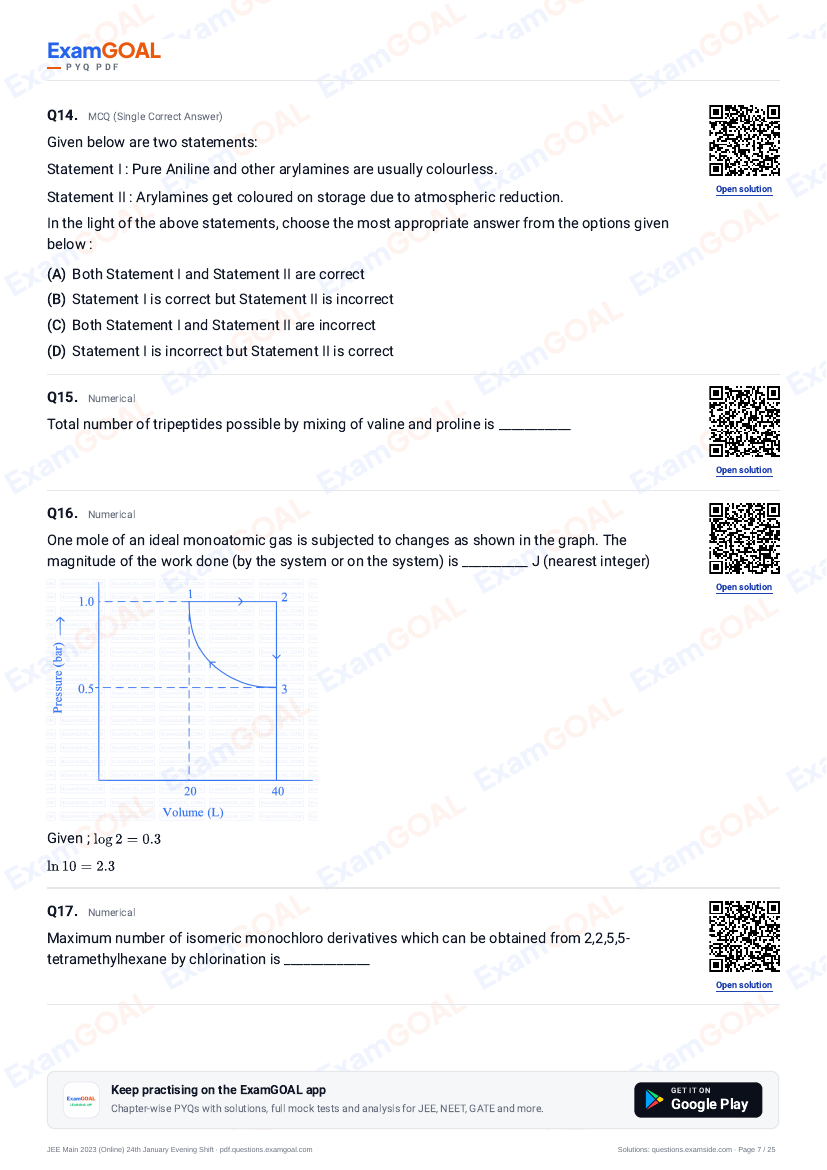 ExamGOAL
PYQ PDF
Q14. MCQ (Single Correct Answer)
Given below are two statements:
Statement I : Pure Aniline and other arylamines are usually colourless.
Statement II : Arylamines get coloured on storage due to atmospheric reduction.
In the light of the above statements, choose the most appropriate answer from the options given
below :
(A) Both Statement I and Statement II are correct
(B) Statement I is correct but Statement II is incorrect
(C) Both Statement I and Statement II are incorrect
(D) Statement I is incorrect but Statement II is correct
Open solution
Q15. Numerical
Total number of tripeptides possible by mixing of valine and proline is ___________
Open solution
Q16. Numerical
One mole of an ideal monoatomic gas is subjected to changes as shown in the graph. The
magnitude of the work done (by the system or on the system) is __________ J (nearest integer)
Open solution
1
2
1.0
Pressure (bar) →
0.5
3
20
40
Volume (L)
Given ; log 2 = 0.3
ln 10 = 2.3
Q17. Numerical
Maximum number of isomeric monochloro derivatives which can be obtained from 2,2,5,5-
tetramethylhexane by chlorination is _____________
Open solution
Keep practising on the ExamGOAL app
Chapter-wise PYQs with solutions, full mock tests and analysis for JEE, NEET, GATE and more.
GET IT ON
Google Play
JEE Main 2023 (Online) 24th January Evening Shift · pdf.questions.examgoal.com
Solutions: questions.examside.com · Page 7 / 25